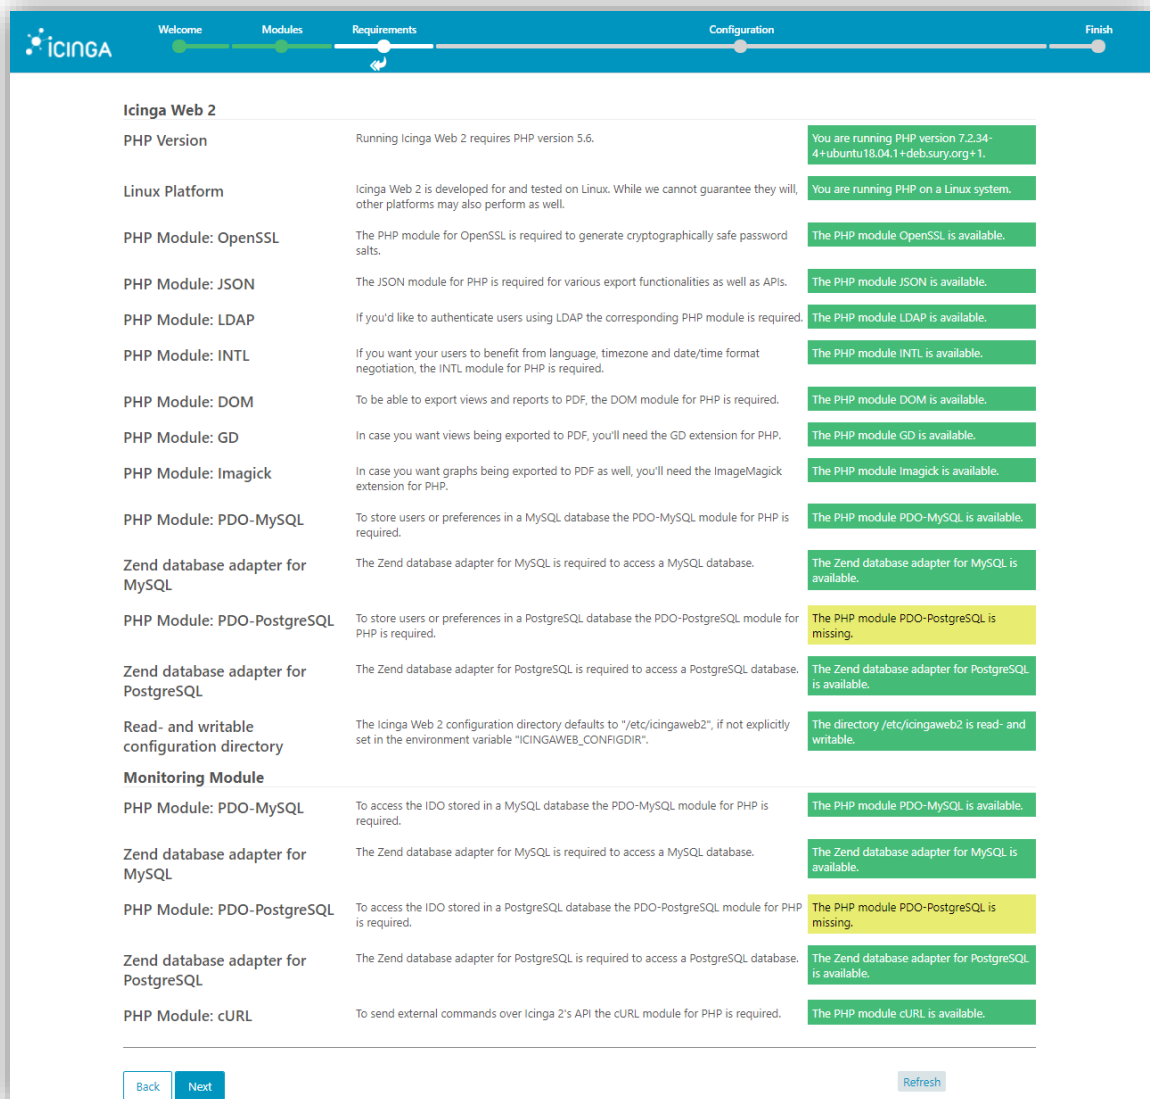 Welcome
Modules
Requirements
Configuration
Finish
ICINGA
Icinga Web 2
PHP Version
Running Icinga Web 2 requires PHP version 5.6.
You are running PHP version 7.2.34-
4+ubuntu18.04.1+deb.sury.org+1.
Linux Platform
Icinga Web 2 is developed for and tested on Linux. While we cannot guarantee they will,
other platforms may also perform as well.
You are running PHP on a Linux system.
PHP Module: OpenSSL
The PHP module for OpenSSL is required to generate cryptographically safe password
salts.
The PHP module OpenSSL is available.
PHP Module: JSON
The JSON module for PHP is required for various export functionalities as well as APIs.
The PHP module JSON is available.
PHP Module: LDAP
If you'd like to authenticate users using LDAP the corresponding PHP module is required.
The PHP module LDAP is available.
PHP Module: INTL
If you want your users to benefit from language, timezone and date/time format
negotiation, the INTL module for PHP is required.
The PHP module INTL is available.
PHP Module: DOM
To be able to export views and reports to PDF, the DOM module for PHP is required.
The PHP module DOM is available.
PHP Module: GD
In case you want views being exported to PDF, you'll need the GD extension for PHP.
The PHP module GD is available.
PHP Module: Imagick
In case you want graphs being exported to PDF as well, you'll need the ImageMagick
extension for PHP.
The PHP module Imagick is available.
PHP Module: PDO-MySQL
To store users or preferences in a MySQL database the PDO-MySQL module for PHP is
required.
The PHP module PDO-MySQL is available.
Zend database adapter for
MySQL
The Zend database adapter for MySQL is required to access a MySQL database.
The Zend database adapter for MySQL is
available.
PHP Module: PDO-PostgreSQL
To store users or preferences in a PostgreSQL database the PDO-PostgreSQL module for
PHP is required.
The PHP module PDO-PostgreSQL is
missing.
Zend database adapter for
PostgreSQL
The Zend database adapter for PostgreSQL is required to access a PostgreSQL database.
The Zend database adapter for PostgreSQL
is available.
Read- and writable
configuration directory
The Icinga Web 2 configuration directory defaults to "/etc/icingaweb2", if not explicitly
set in the environment variable "ICINGAWEB_CONFIGDIR".
The directory /etc/icingaweb2 is read- and
writable.
Monitoring Module
PHP Module: PDO-MySQL
To access the IDO stored in a MySQL database the PDO-MySQL module for PHP is
required.
The PHP module PDO-MySQL is available.
Zend database adapter for
MySQL
The Zend database adapter for MySQL is required to access a MySQL database.
The Zend database adapter for MySQL is
available.
PHP Module: PDO-PostgreSQL
To access the IDO stored in a PostgreSQL database the PDO-PostgreSQL module for PHP
is required.
The PHP module PDO-PostgreSQL is
missing.
Zend database adapter for
PostgreSQL
The Zend database adapter for PostgreSQL is required to access a PostgreSQL database.
The Zend database adapter for PostgreSQL
is available.
PHP Module: cURL
To send external commands over Icinga 2's API the cURL module for PHP is required.
The PHP module cURL is available.
Back
Next
Refresh